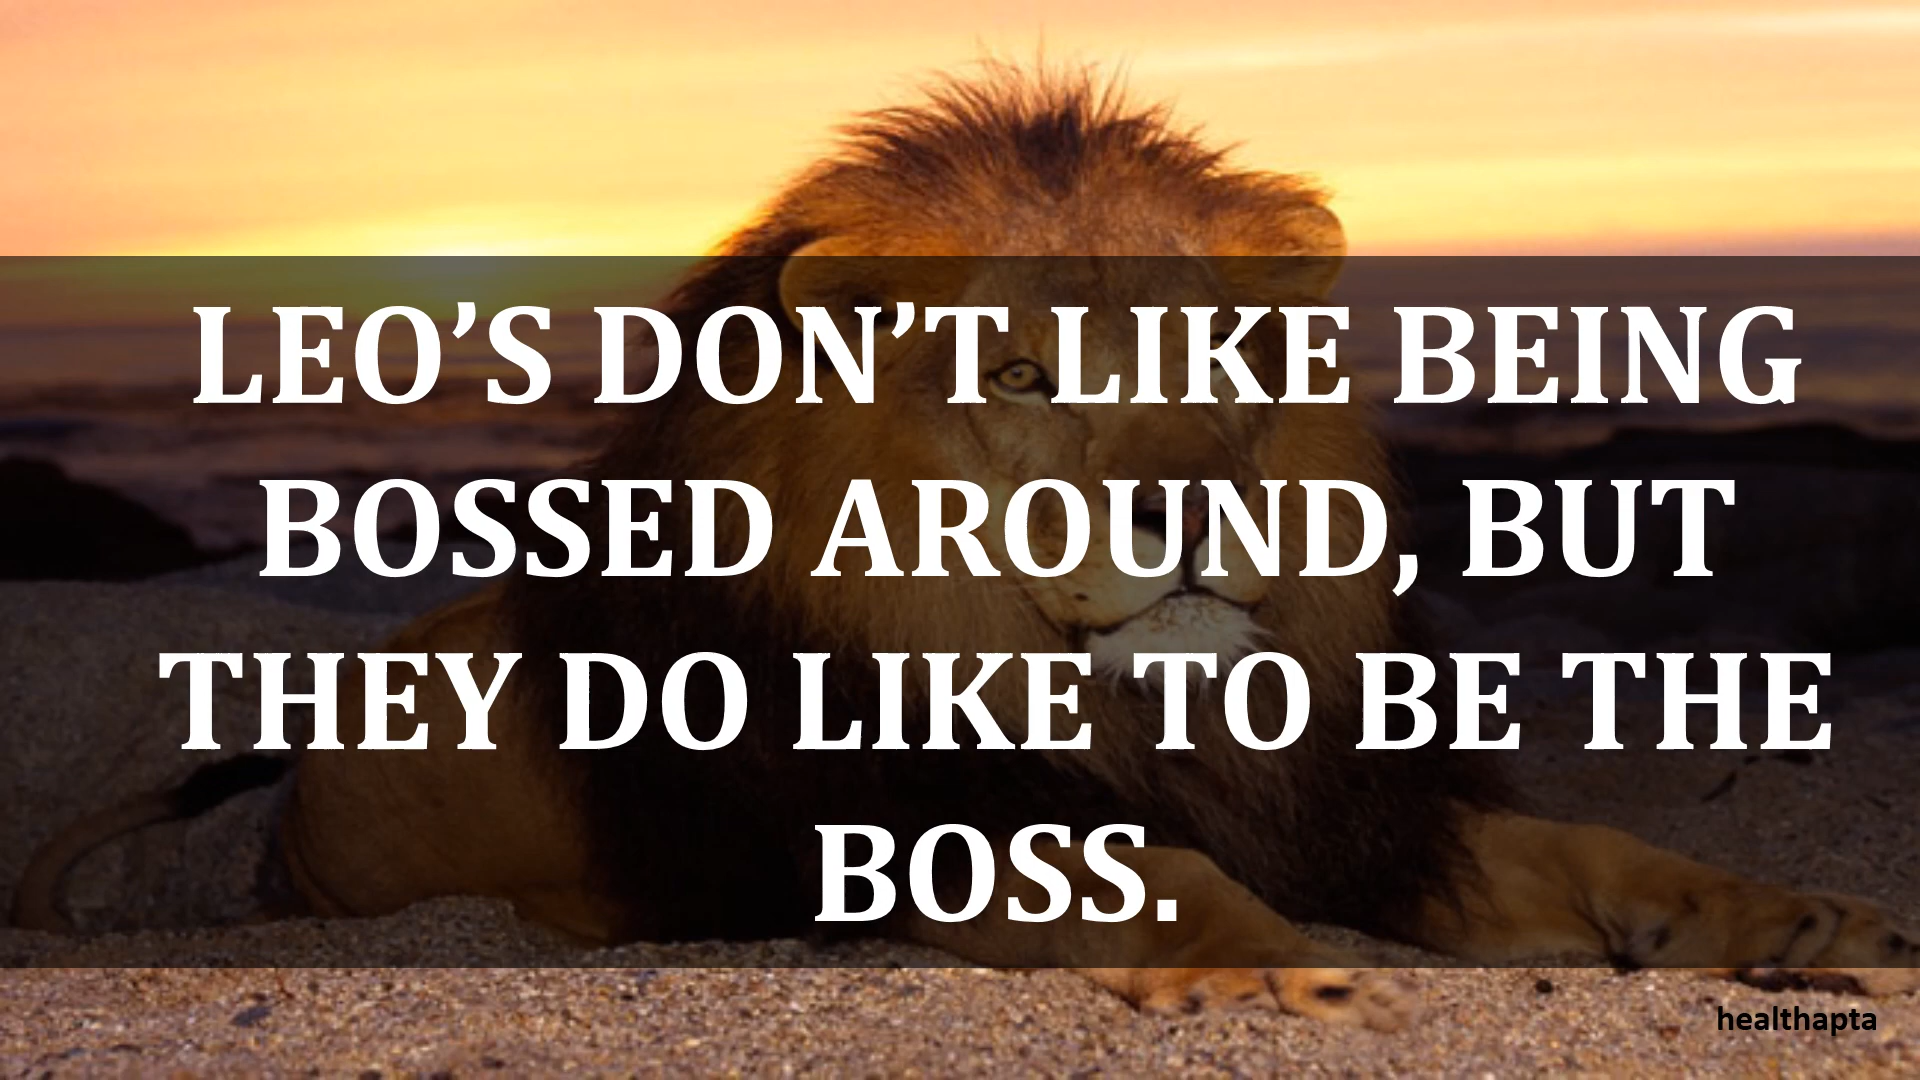 LEO’S DON’T LIKE BEING
BOSSED AROUND, BUT
THEY DO LIKE TO BE THE
BOSS.
healthapta